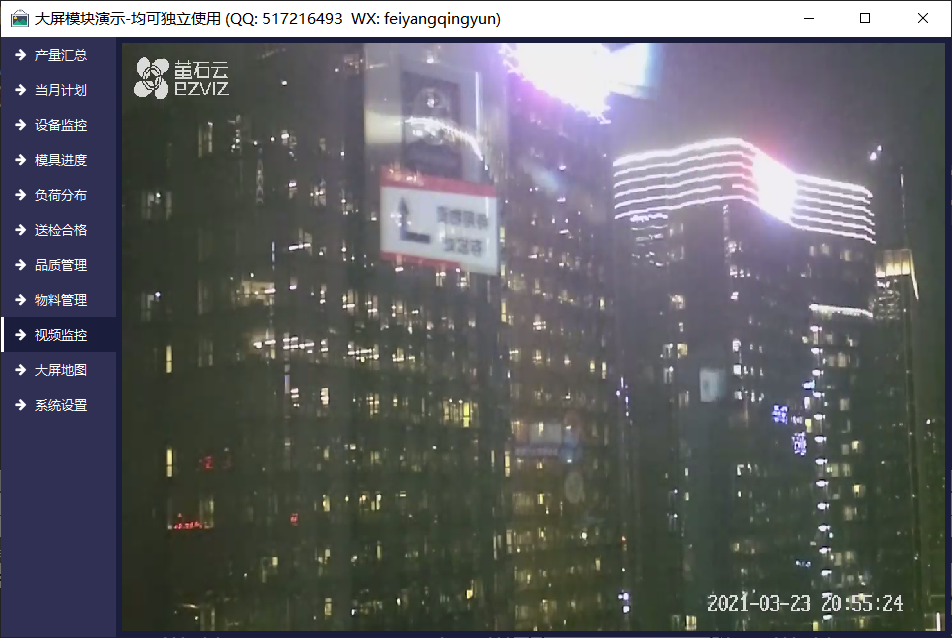 大屏模块演示-均可独立使用 (QQ: 517216493 WX: feiyangqingyun)
产量汇总
当月计划
设备监控
模具进度
负荷分布
送检合格
品质管理
物料管理
视频监控
大屏地图
系统设置
萤石云
ezviz
2021-03-23 20:55:24